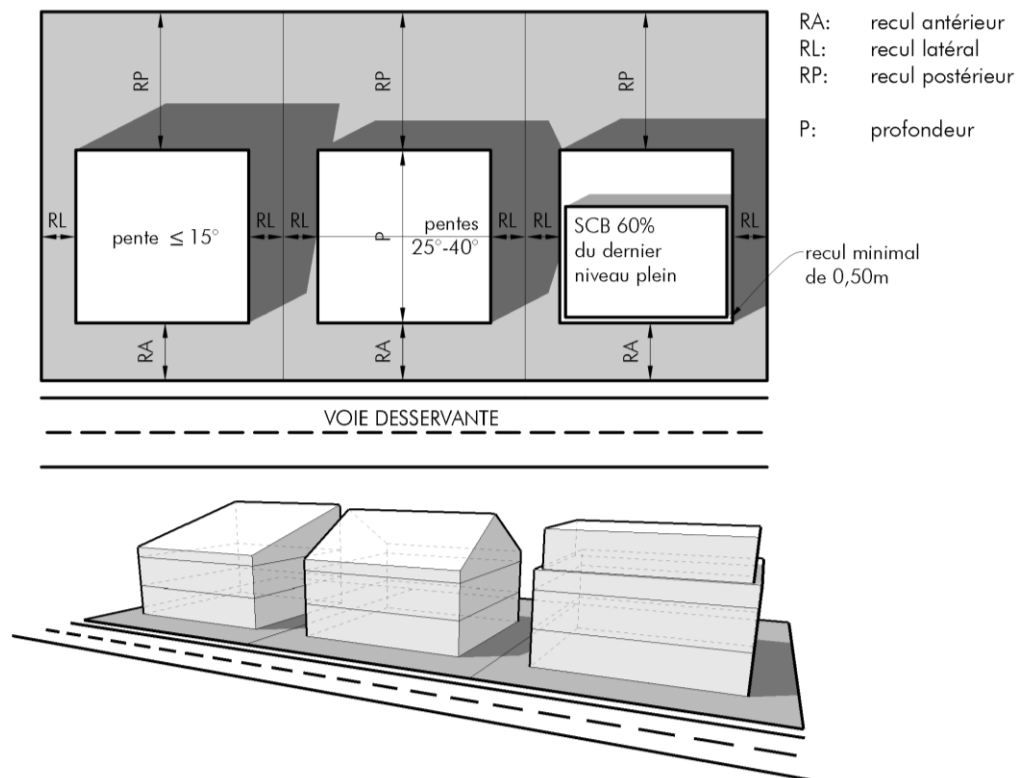 RA: recul antérieur
RL: recul latéral
RP: recul postérieur
P: profondeur
RP
RP
RP
RL
pente ≤ 15°
RL
RL
P
pentes
25°-40°
RL
RL
SCB 60%
du dernier
niveau plein
RL
recul minimal
de 0,50m
RA
RA
RA
VOIE DESSERVANTE